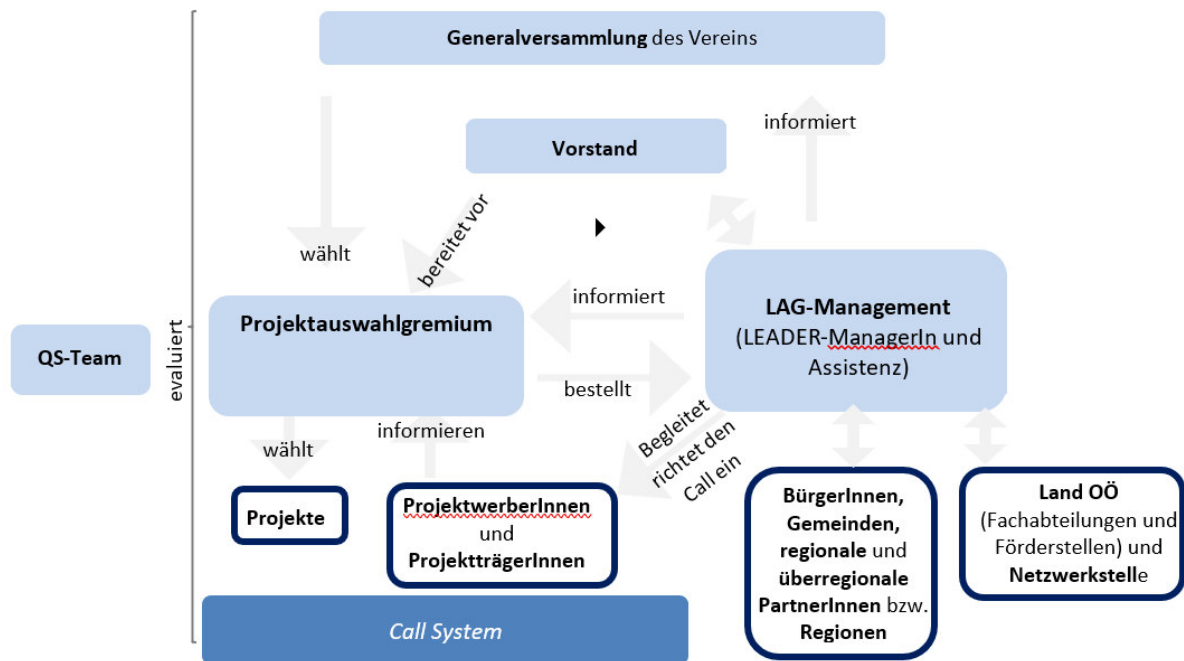 Generalversammlung des Vereins
informiert
Vorstand
bereitet vor
wählt
Projektauswahlgremium
informiert
LAG-Management
(LEADER-ManagerIn und
Assistenz)
QS-Team
evaluiert
bestellt
wählt
informieren
Begleitet
richtet den
Call ein
Projekte
ProjektwerberInnen
und
ProjektträgerInnen
BürgerInnen,
Gemeinden,
regionale und
überregionale
PartnerInnen bzw.
Regionen
Land OÖ
(Fachabteilungen und
Förderstellen) und
Netzwerkstelle
Call System